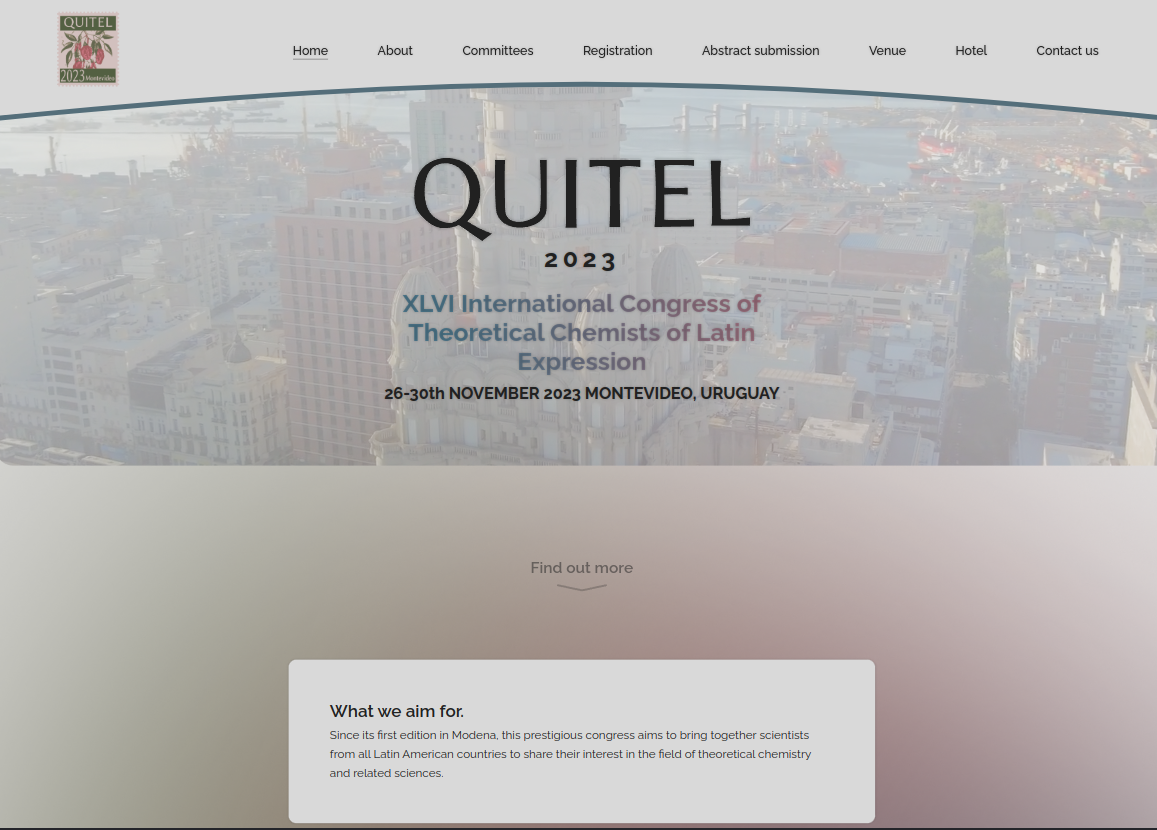 QUITEL
2023 Montevideo
Home About Committees Registration Abstract submission Venue Hotel Contact us
QUITEL
2023
XLVI International Congress of
Theoretical Chemists of Latin
Expression
26-30th NOVEMBER 2023 MONTEVIDEO, URUGUAY
Find out more
What we aim for.
Since its first edition in Modena, this prestigious congress aims to bring together scientists
from all Latin American countries to share their interest in the field of theoretical chemistry
and related sciences.